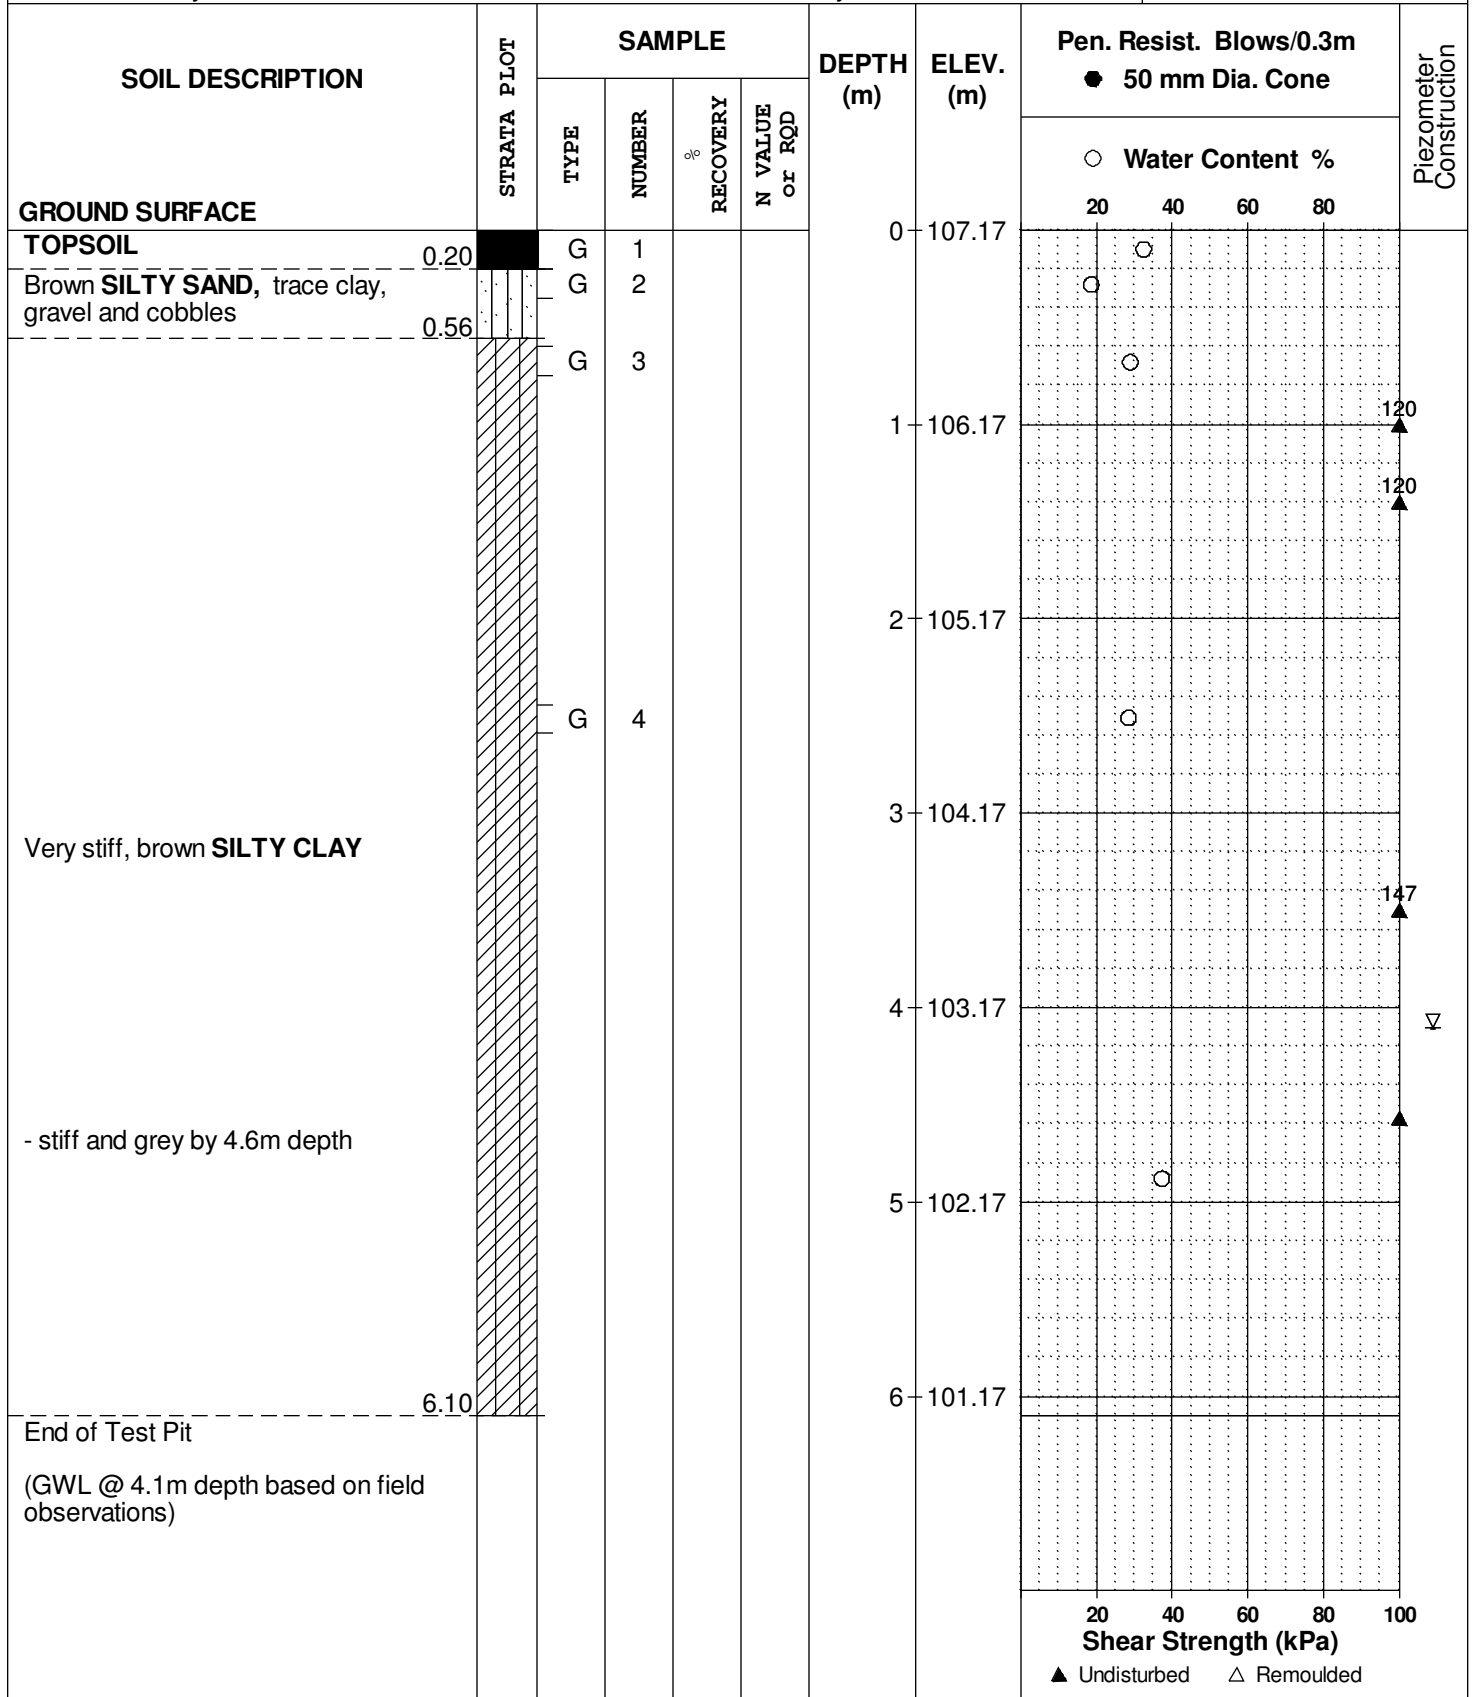 SOIL DESCRIPTION
GROUND SURFACE
STRATA PLOT
SAMPLE
TYPE
NUMBER
%
RECOVERY
N VALUE
or RQD
DEPTH
(m)
ELEV.
(m)
Pen. Resist. Blows/0.3m
● 50 mm Dia. Cone
○ Water Content %
20 40 60 80
Piezometer
Construction
TOPSOIL
0.20
G 1
0 107.17
Brown SILTY SAND, trace clay,
gravel and cobbles
0.56
G 2
G 3
120
1 106.17
120
2 105.17
G 4
3 104.17
Very stiff, brown SILTY CLAY
147
4 103.17
- stiff and grey by 4.6m depth
5 102.17
6 101.17
6.10
End of Test Pit
(GWL @ 4.1m depth based on field
observations)
20 40 60 80 100
Shear Strength (kPa)
▲ Undisturbed △ Remoulded